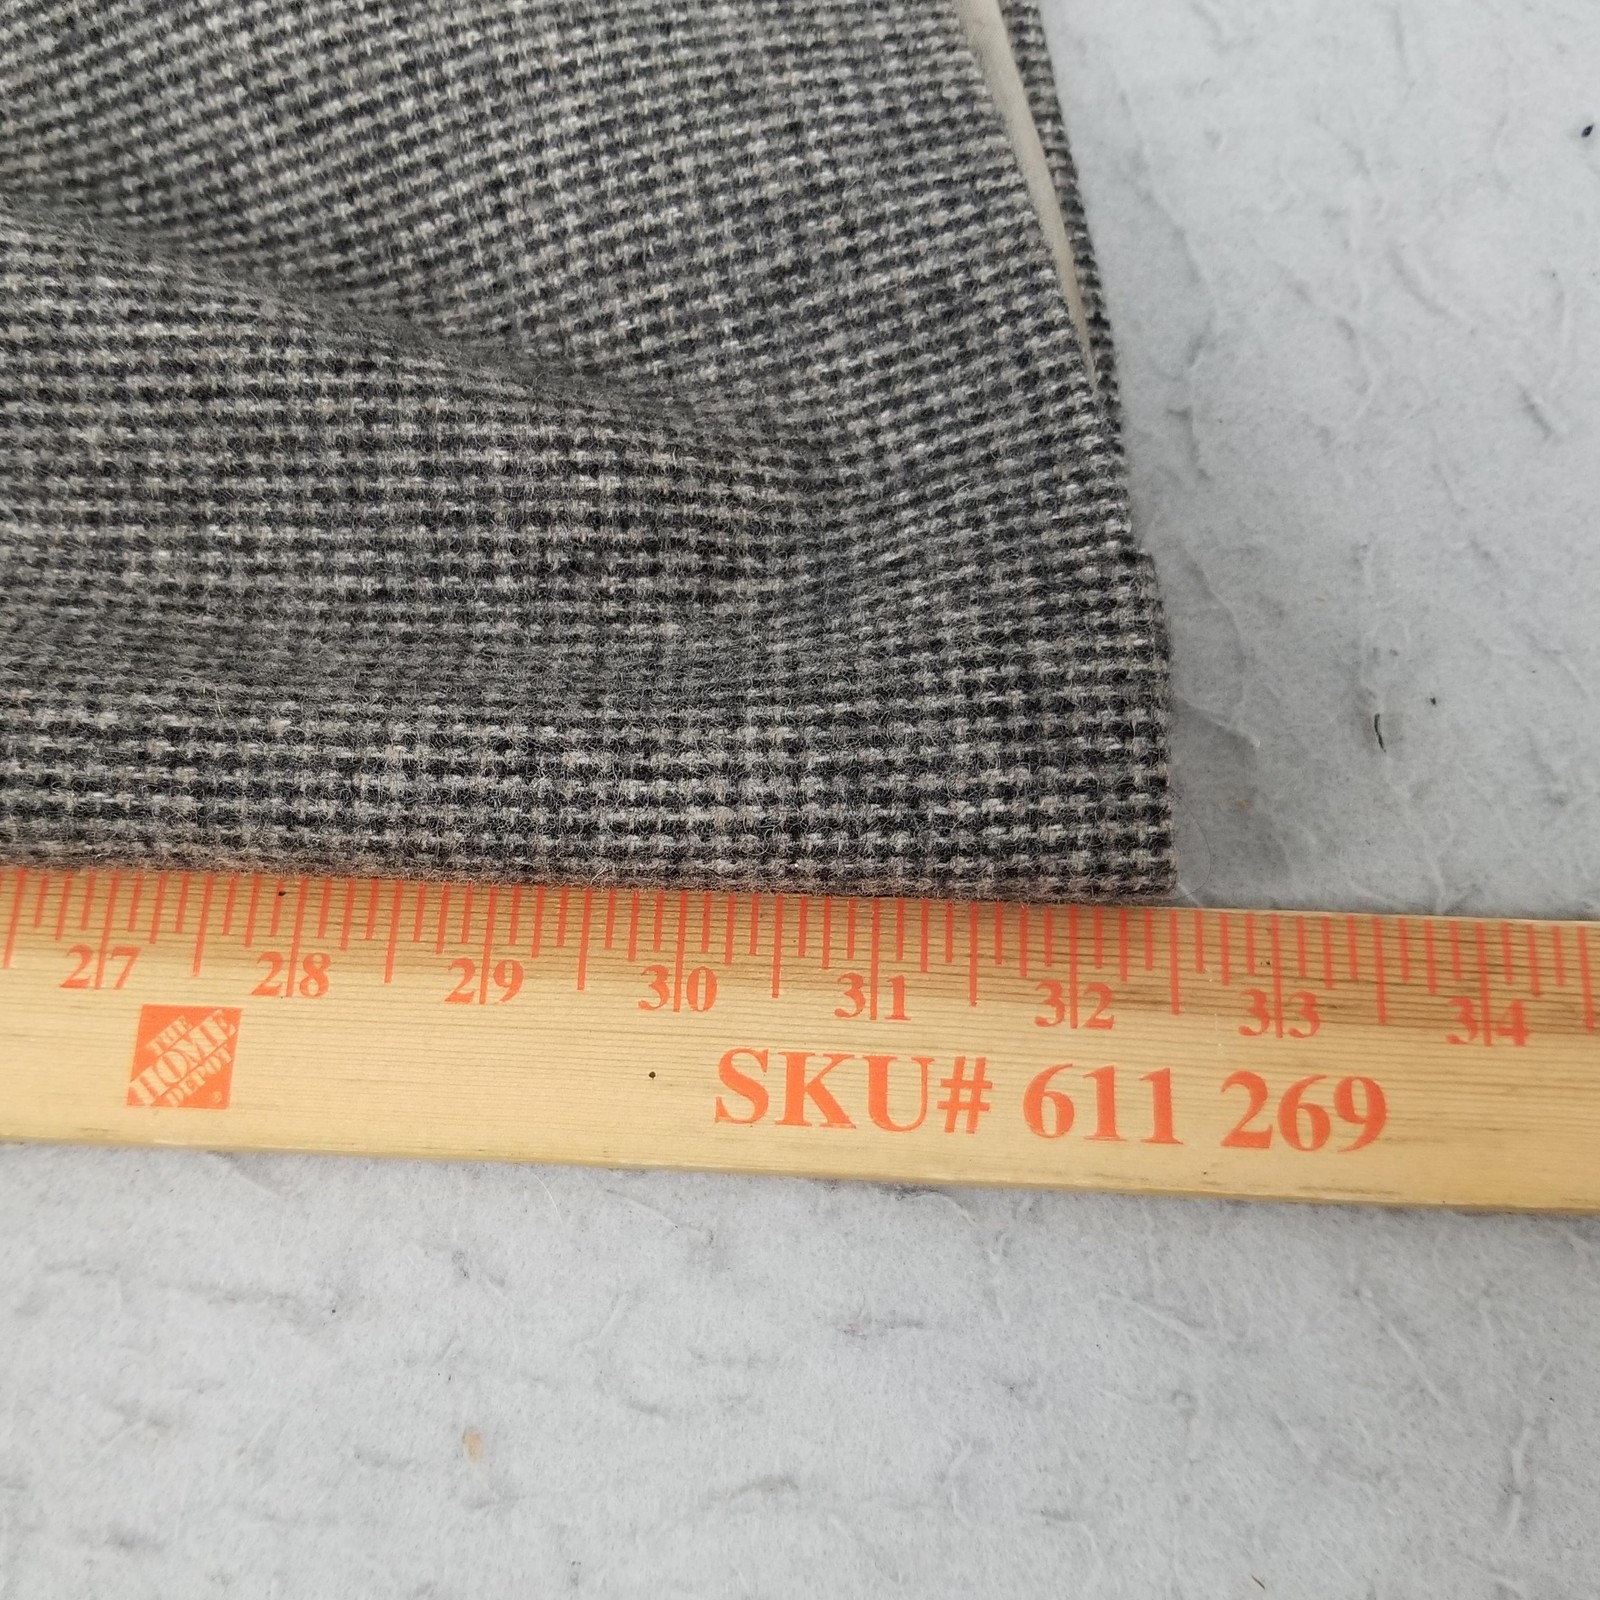 27 28 29 30 31 32 33 34
THE
HOME
DEPOT
®
SKU# 611 269